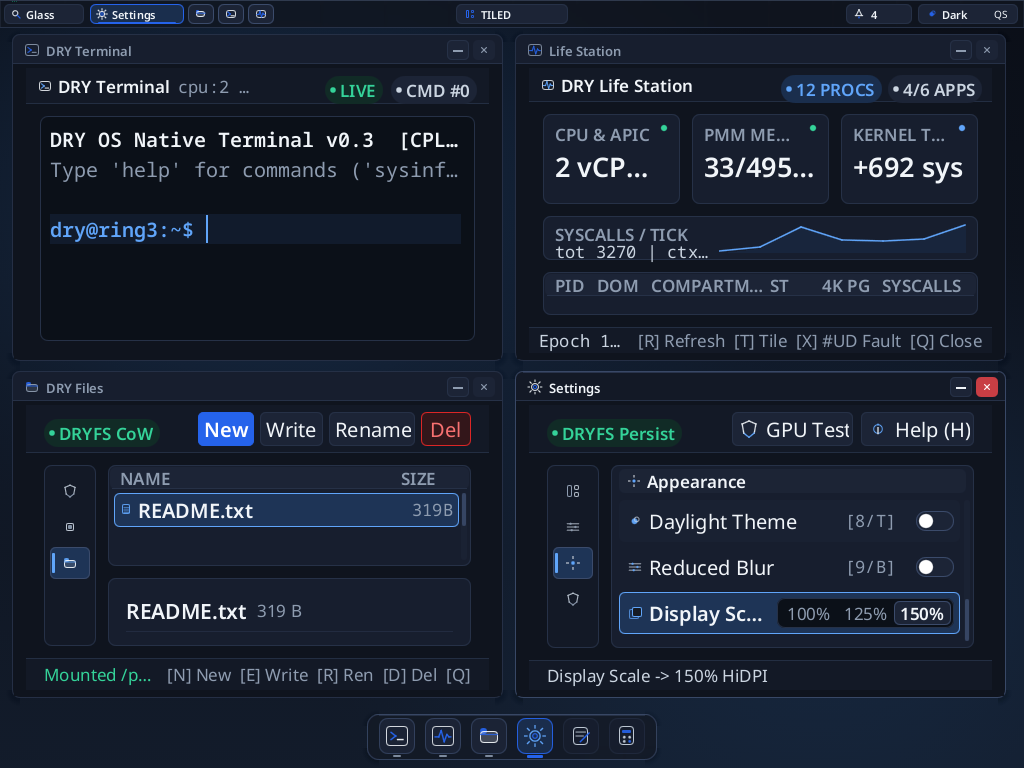 Glass
Settings
TILED
4
Dark
QS
DRY Terminal
DRY Terminal cpu:2 …
LIVE
CMD #0
DRY OS Native Terminal v0.3 [CPL…
Type 'help' for commands ('sysinf…
dry@ring3:~$
Life Station
DRY Life Station
12 PROCS
4/6 APPS
CPU & APIC
2 vCP…
PMM ME…
33/495…
KERNEL T…
+692 sys
SYSCALLS / TICK
tot 3270 | ctx…
PID DOM COMPARTM… ST 4K PG SYSCALLS
Epoch 1… [R] Refresh [T] Tile [X] #UD Fault [Q] Close
DRY Files
DRYFS CoW
New
Write
Rename
Del
NAME SIZE
README.txt 319B
README.txt 319 B
Mounted /p… [N] New [E] Write [R] Ren [D] Del [Q]
Settings
DRYFS Persist
GPU Test
Help (H)
Appearance
Daylight Theme [8/T]
Reduced Blur [9/B]
Display Sc… 100% 125% 150%
Display Scale -> 150% HiDPI